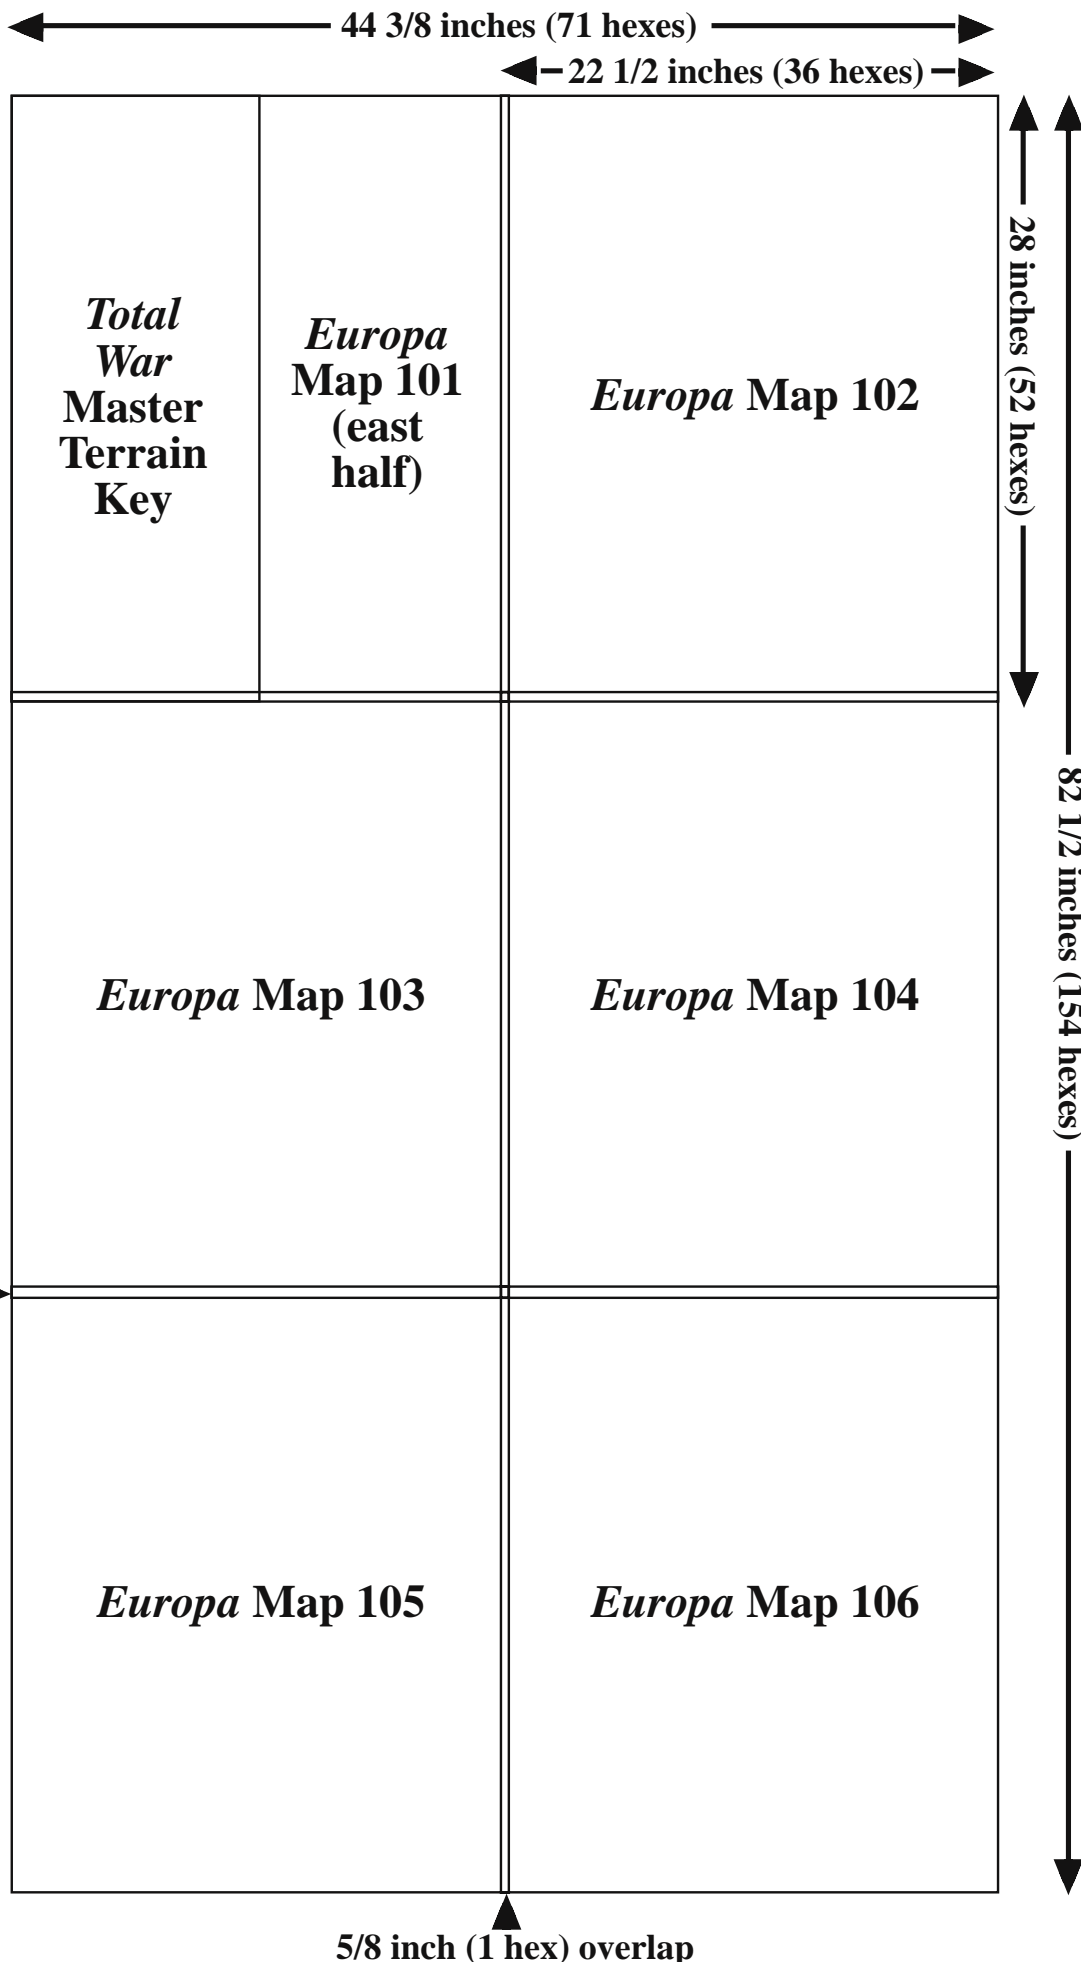 44 3/8 inches (71 hexes)
22 1/2 inches (36 hexes)
28 inches (52 hexes)
82 1/2 inches (154 hexes)
Total
War
Master
Terrain
Key
Europa
Map 101
(east
half)
Europa Map 102
Europa Map 103
Europa Map 104
Europa Map 105
Europa Map 106
5/8 inch (1 hex) overlap